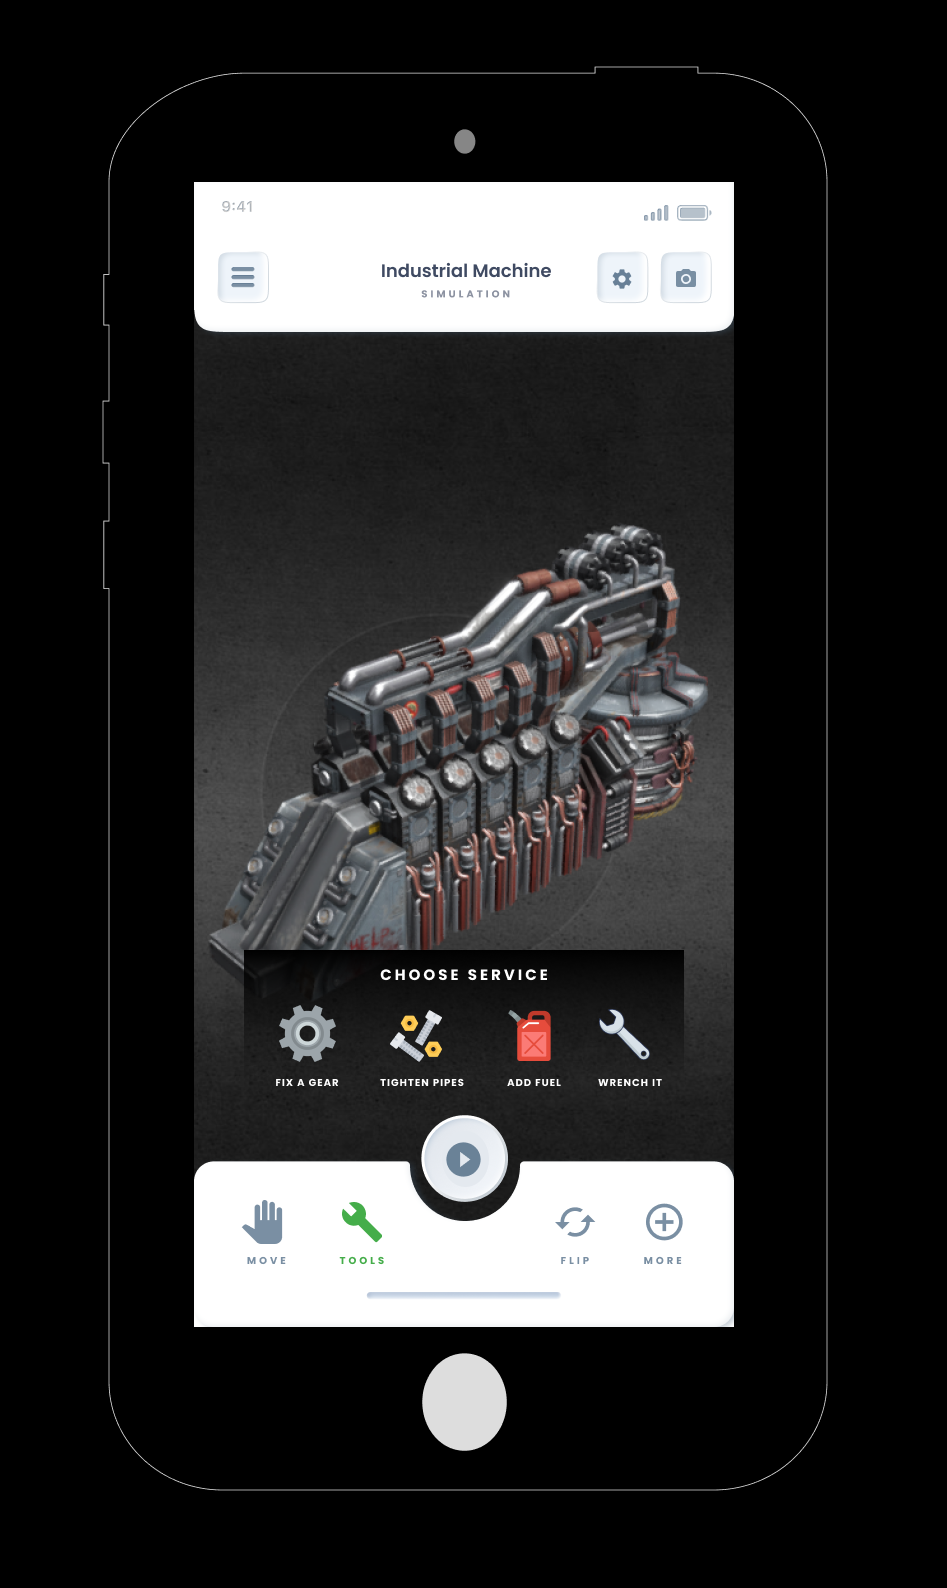 9:41
Industrial Machine
SIMULATION
HELP
CHOOSE SERVICE
FIX A GEAR
TIGHTEN PIPES
ADD FUEL
WRENCH IT
MOVE
TOOLS
FLIP
MORE